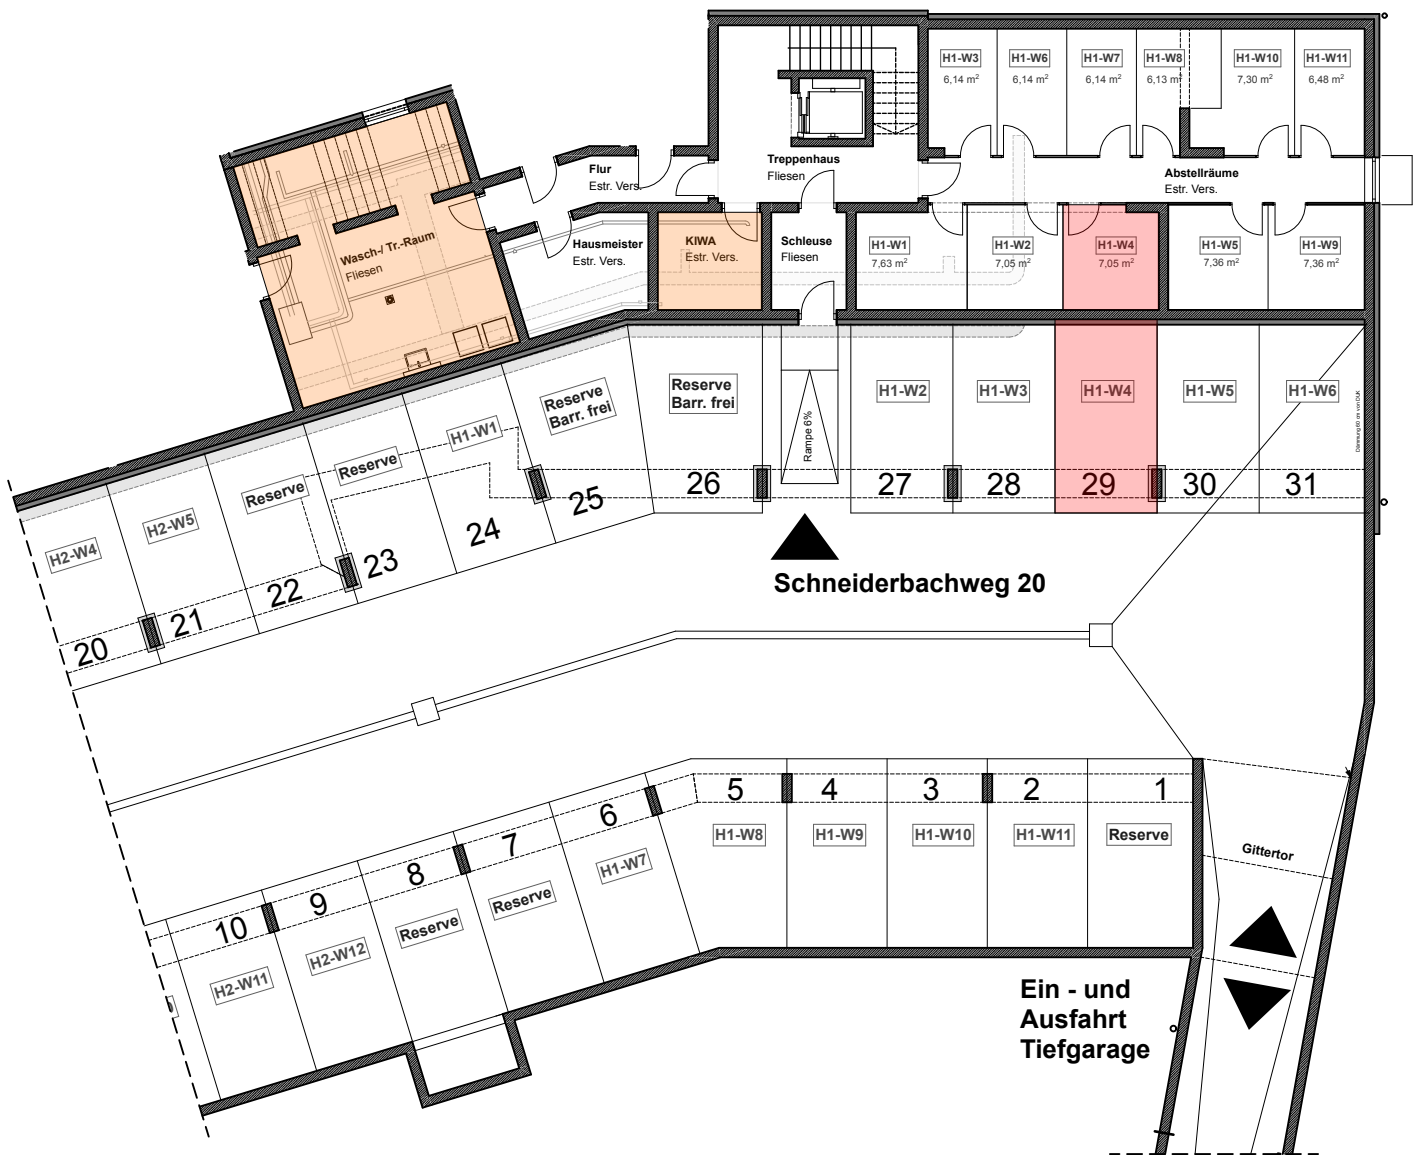 H1-W3
6,14 m²
H1-W6
6,14 m²
H1-W7
6,14 m²
H1-W8
6,13 m²
H1-W10
7,30 m²
H1-W11
6,48 m²
Flur
Estr. Vers.
Treppenhaus
Fliesen
Abstellräume
Estr. Vers.
Wasch-/ Tr.-Raum
Fliesen
Hausmeister
Estr. Vers.
KIWA
Estr. Vers.
Schleuse
Fliesen
H1-W1
7,63 m²
H1-W2
7,05 m²
H1-W4
7,05 m²
H1-W5
7,36 m²
H1-W9
7,36 m²
H2-W4
H2-W5
Reserve
Reserve
H1-W1
Reserve
Barr. frei
Reserve
Barr. frei
Rampe 6%
H1-W2
H1-W3
H1-W4
H1-W5
H1-W6
20
21
22
23
24
25
26
27
28
29
30
31
Schneiderbachweg 20
10
9
8
7
6
5
4
3
2
1
H2-W11
H2-W12
Reserve
Reserve
H1-W7
H1-W8
H1-W9
H1-W10
H1-W11
Reserve
Gittertor
Ein - und
Ausfahrt
Tiefgarage